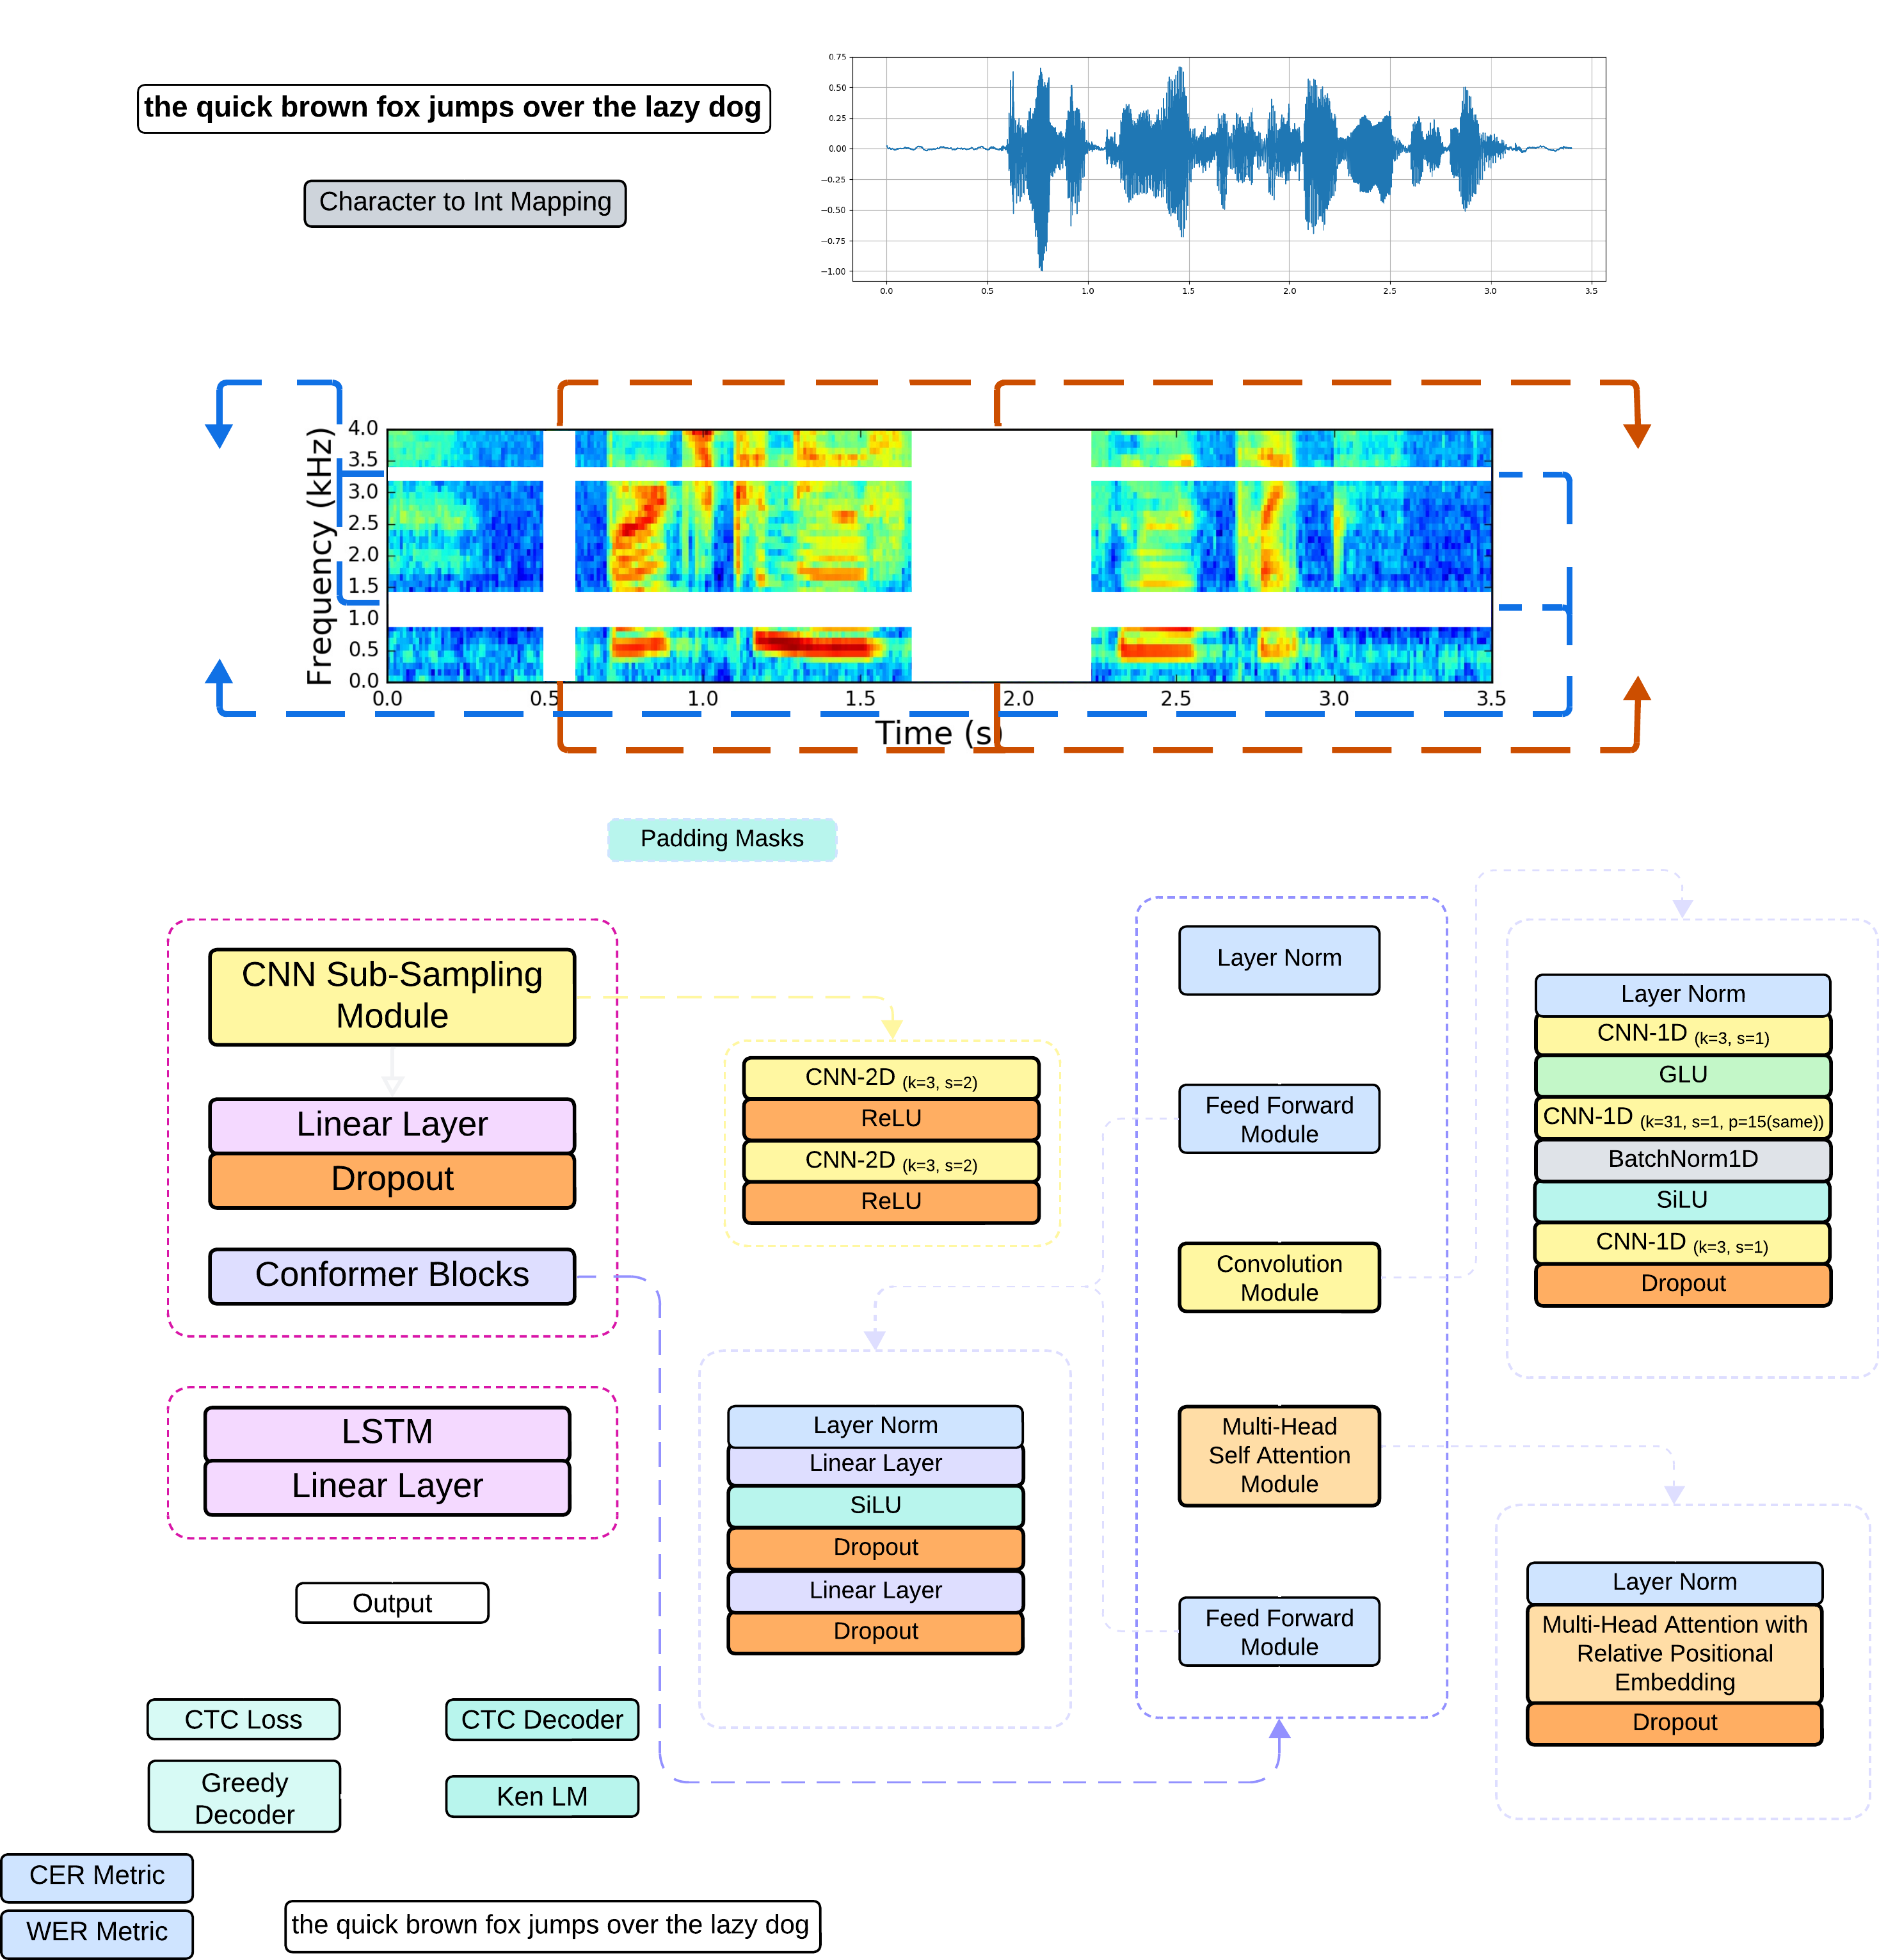 the quick brown fox jumps over the lazy dog
Character to Int Mapping
0.75
0.50
0.25
0.00
−0.25
−0.50
−0.75
−1.00
0.0 0.5 1.0 1.5 2.0 2.5 3.0 3.5
Frequency (kHz)
4.0
3.5
3.0
2.5
2.0
1.5
1.0
0.5
0.0
0.0 0.5 1.0 1.5 2.0 2.5 3.0 3.5
Time (s)
Padding Masks
CNN Sub-Sampling
Module
Linear Layer
Dropout
Conformer Blocks
LSTM
Linear Layer
Output
CTC Loss
CTC Decoder
Greedy
Decoder
Ken LM
CER Metric
WER Metric
the quick brown fox jumps over the lazy dog
CNN-2D (k=3, s=2)
ReLU
CNN-2D (k=3, s=2)
ReLU
Layer Norm
Linear Layer
SiLU
Dropout
Linear Layer
Dropout
Layer Norm
Feed Forward
Module
Convolution
Module
Multi-Head
Self Attention
Module
Feed Forward
Module
Layer Norm
CNN-1D (k=3, s=1)
GLU
CNN-1D (k=31, s=1, p=15(same))
BatchNorm1D
SiLU
CNN-1D (k=3, s=1)
Dropout
Layer Norm
Multi-Head Attention with
Relative Positional
Embedding
Dropout